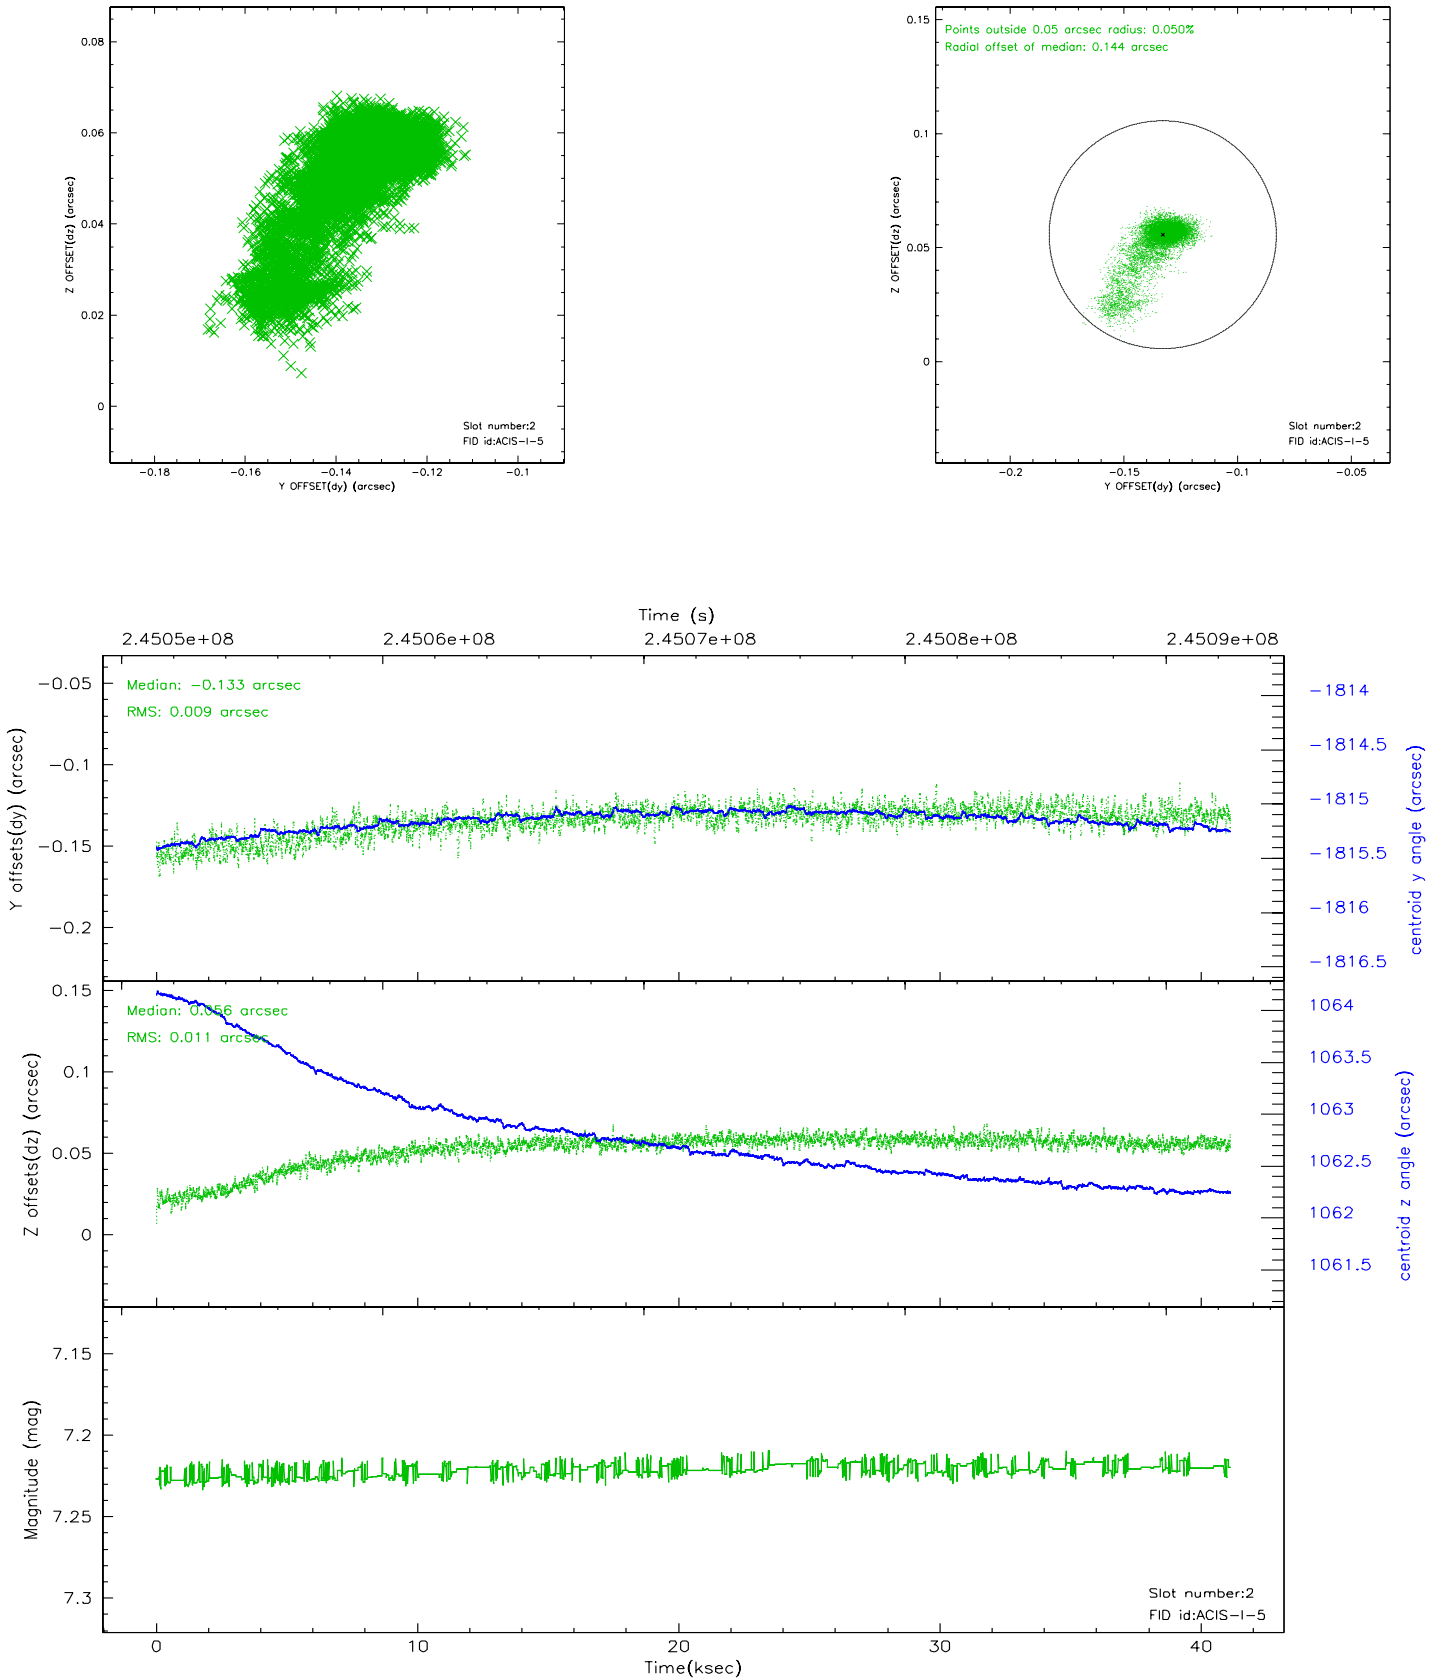 0.08
0.06
0.04
0.02
0
Z OFFSET(dz) (arcsec)
Slot number:2
FID id:ACIS-I-5
-0.18
-0.16
-0.14
-0.12
-0.1
Y OFFSET(dy) (arcsec)
0.15
0.1
0.05
0
Z OFFSET(dz) (arcsec)
Points outside 0.05 arcsec radius: 0.050%
Radial offset of median: 0.144 arcsec
Slot number:2
FID id:ACIS-I-5
-0.2
-0.15
-0.1
-0.05
Y OFFSET(dy) (arcsec)
Time (s)
2.4505e+08
2.4506e+08
2.4507e+08
2.4508e+08
2.4509e+08
-0.05
-0.1
-0.15
-0.2
Y offsets(dy) (arcsec)
Median: -0.133 arcsec
RMS: 0.009 arcsec
-1814
-1814.5
-1815
-1815.5
-1816
-1816.5
centroid y angle (arcsec)
0.15
0.1
0.05
0
Z offsets(dz) (arcsec)
Median: 0.056 arcsec
RMS: 0.011 arcsec
1064
1063.5
1063
1062.5
1062
1061.5
centroid z angle (arcsec)
7.15
7.2
7.25
7.3
Magnitude (mag)
Slot number:2
FID id:ACIS-I-5
0
10
20
30
40
Time(ksec)